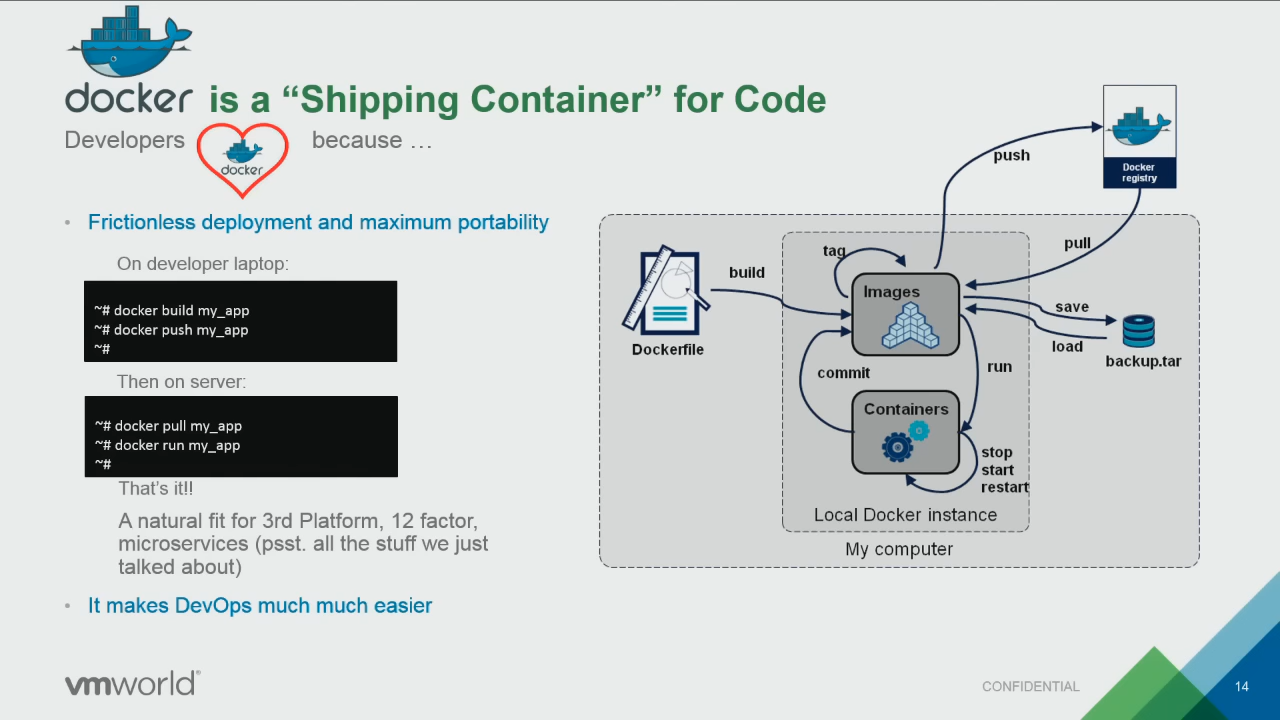 docker is a “Shipping Container” for Code
Developers docker because …
• Frictionless deployment and maximum portability
On developer laptop:
~# docker build my_app
~# docker push my_app
~#
Then on server:
~# docker pull my_app
~# docker run my_app
~#
That’s it!!
A natural fit for 3rd Platform, 12 factor,
microservices (psst. all the stuff we just
talked about)
• It makes DevOps much much easier
push
Docker
registry
pull
tag
build
Images
save
Dockerfile
load
backup.tar
commit
run
Containers
stop
start
restart
Local Docker instance
My computer
vmworld®
CONFIDENTIAL
14